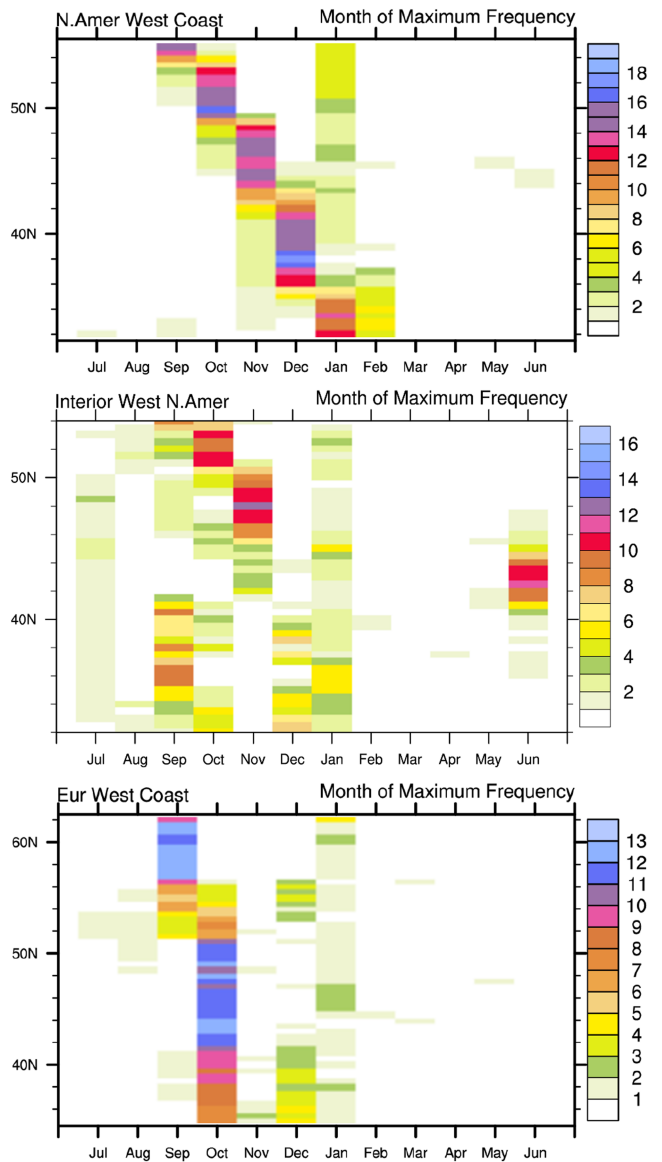 N.Amer West Coast Month of Maximum Frequency
50N
40N
18
16
14
12
10
8
6
4
2
Jul Aug Sep Oct Nov Dec Jan Feb Mar Apr May Jun
Interior West N.Amer Month of Maximum Frequency
50N
40N
16
14
12
10
8
6
4
2
Jul Aug Sep Oct Nov Dec Jan Feb Mar Apr May Jun
Eur West Coast Month of Maximum Frequency
60N
50N
40N
13
12
11
10
9
8
7
6
5
4
3
2
1
Jul Aug Sep Oct Nov Dec Jan Feb Mar Apr May Jun